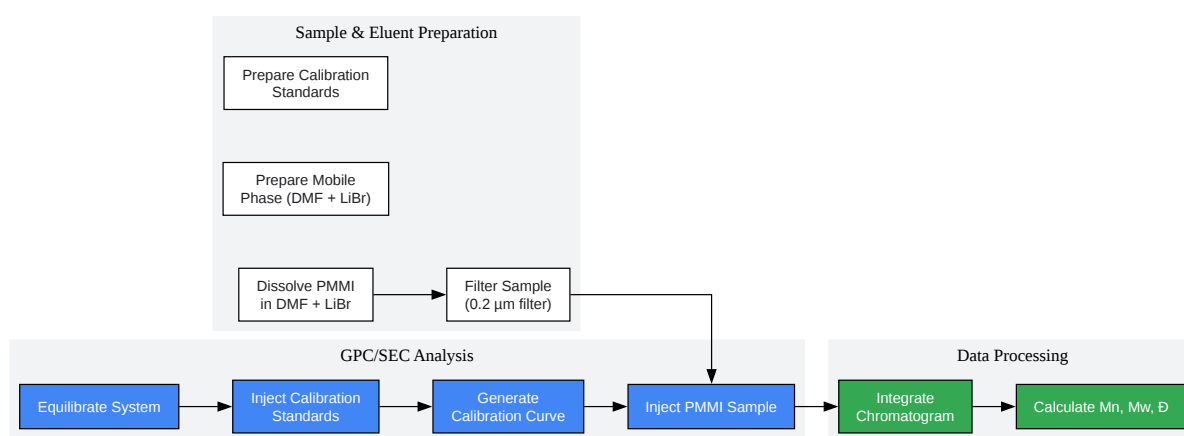 Sample & Eluent Preparation
Prepare Calibration
Standards
Prepare Mobile
Phase (DMF + LiBr)
Dissolve PMMI
in DMF + LiBr
Filter Sample
(0.2 µm filter)
GPC/SEC Analysis
Equilibrate System
Inject Calibration
Standards
Generate
Calibration Curve
Inject PMMI Sample
Data Processing
Integrate
Chromatogram
Calculate Mn, Mw, Đ